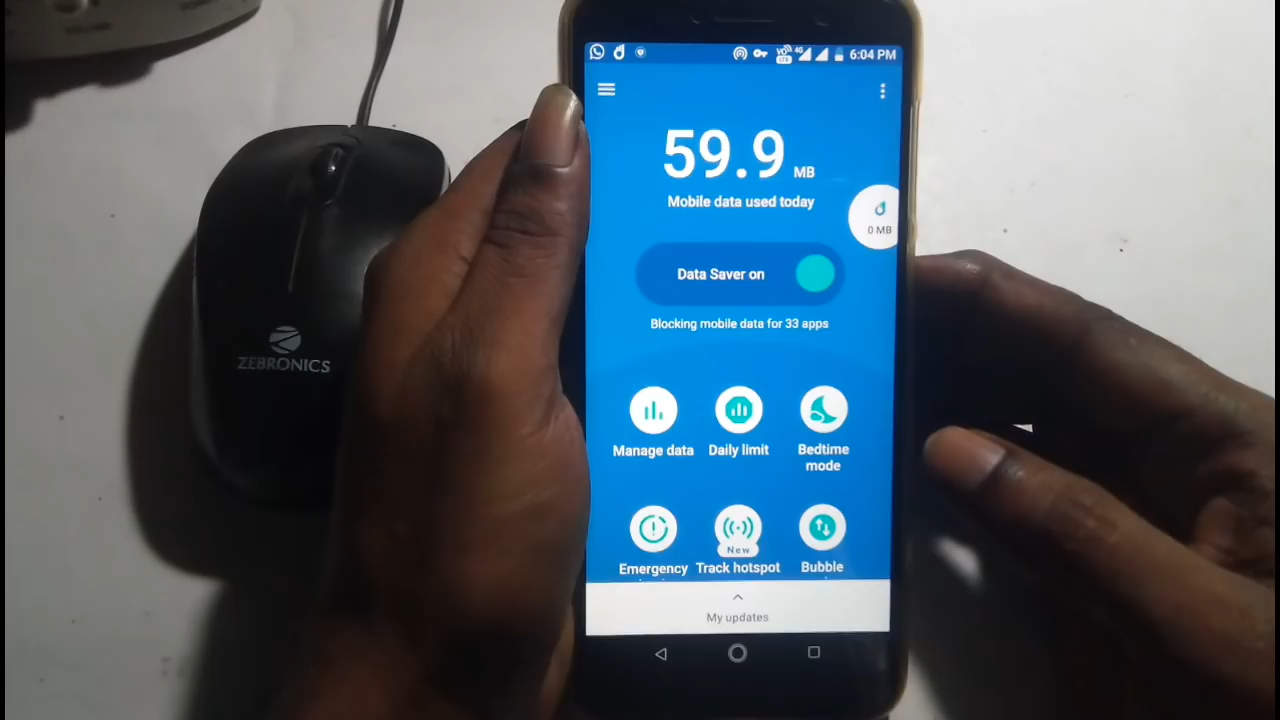 6:04 PM
59.9 MB
Mobile data used today
0 MB
Data Saver on
Blocking mobile data for 33 apps
Manage data
Daily limit
Bedtime
mode
Emergency
New
Track hotspot
Bubble
My updates
ZEBRONICS